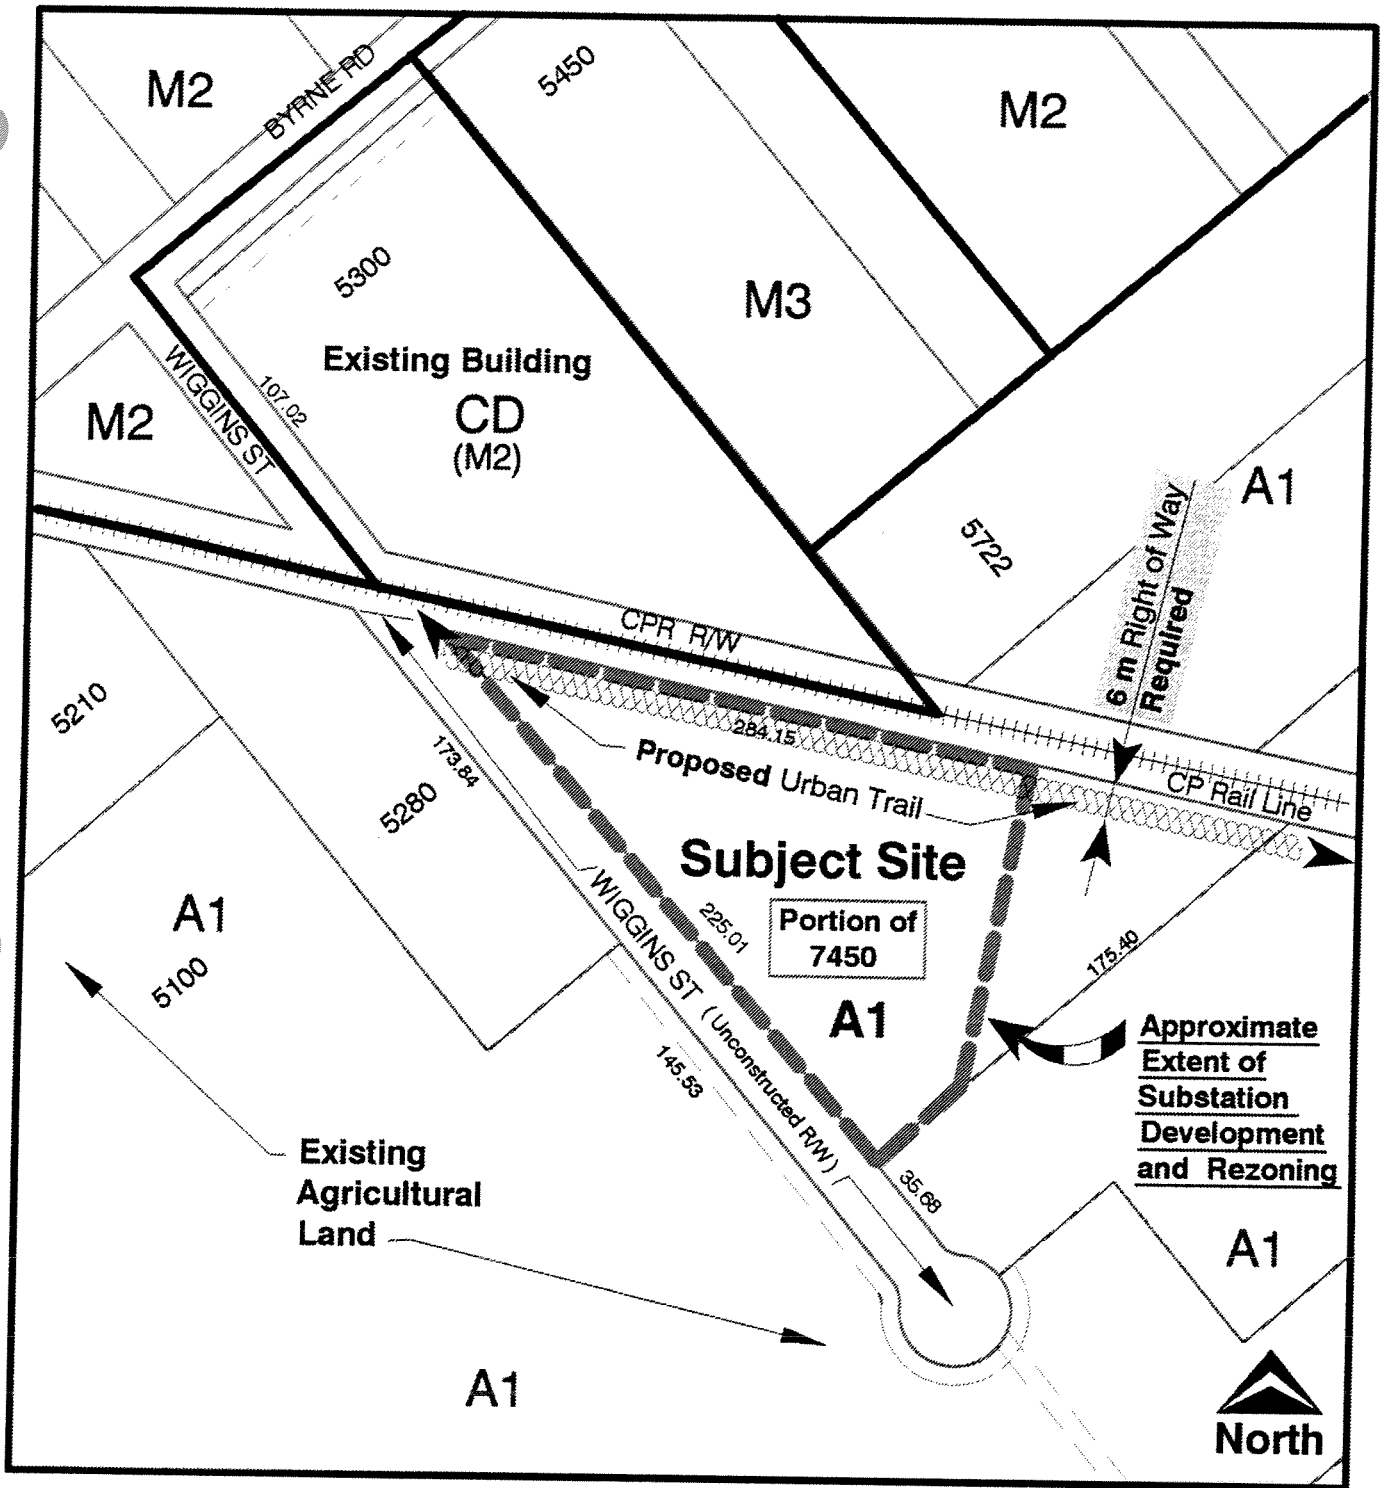 M2
BYRNE RD
5450
M2
5300
M3
Existing Building
CD
(M2)
107.02
WIGGINS ST
M2
A1
5722
6 m Right of Way
Required
CPR R/W
5210
284.15
173.84
Proposed Urban Trail
CP Rail Line
5280
Subject Site
Portion of
7450
A1
225.01
WIGGINS ST (Unconstructed R/W)
175.40
A1
5100
145.53
Approximate
Extent of
Substation
Development
and Rezoning
Existing
Agricultural
Land
35.68
A1
A1
North